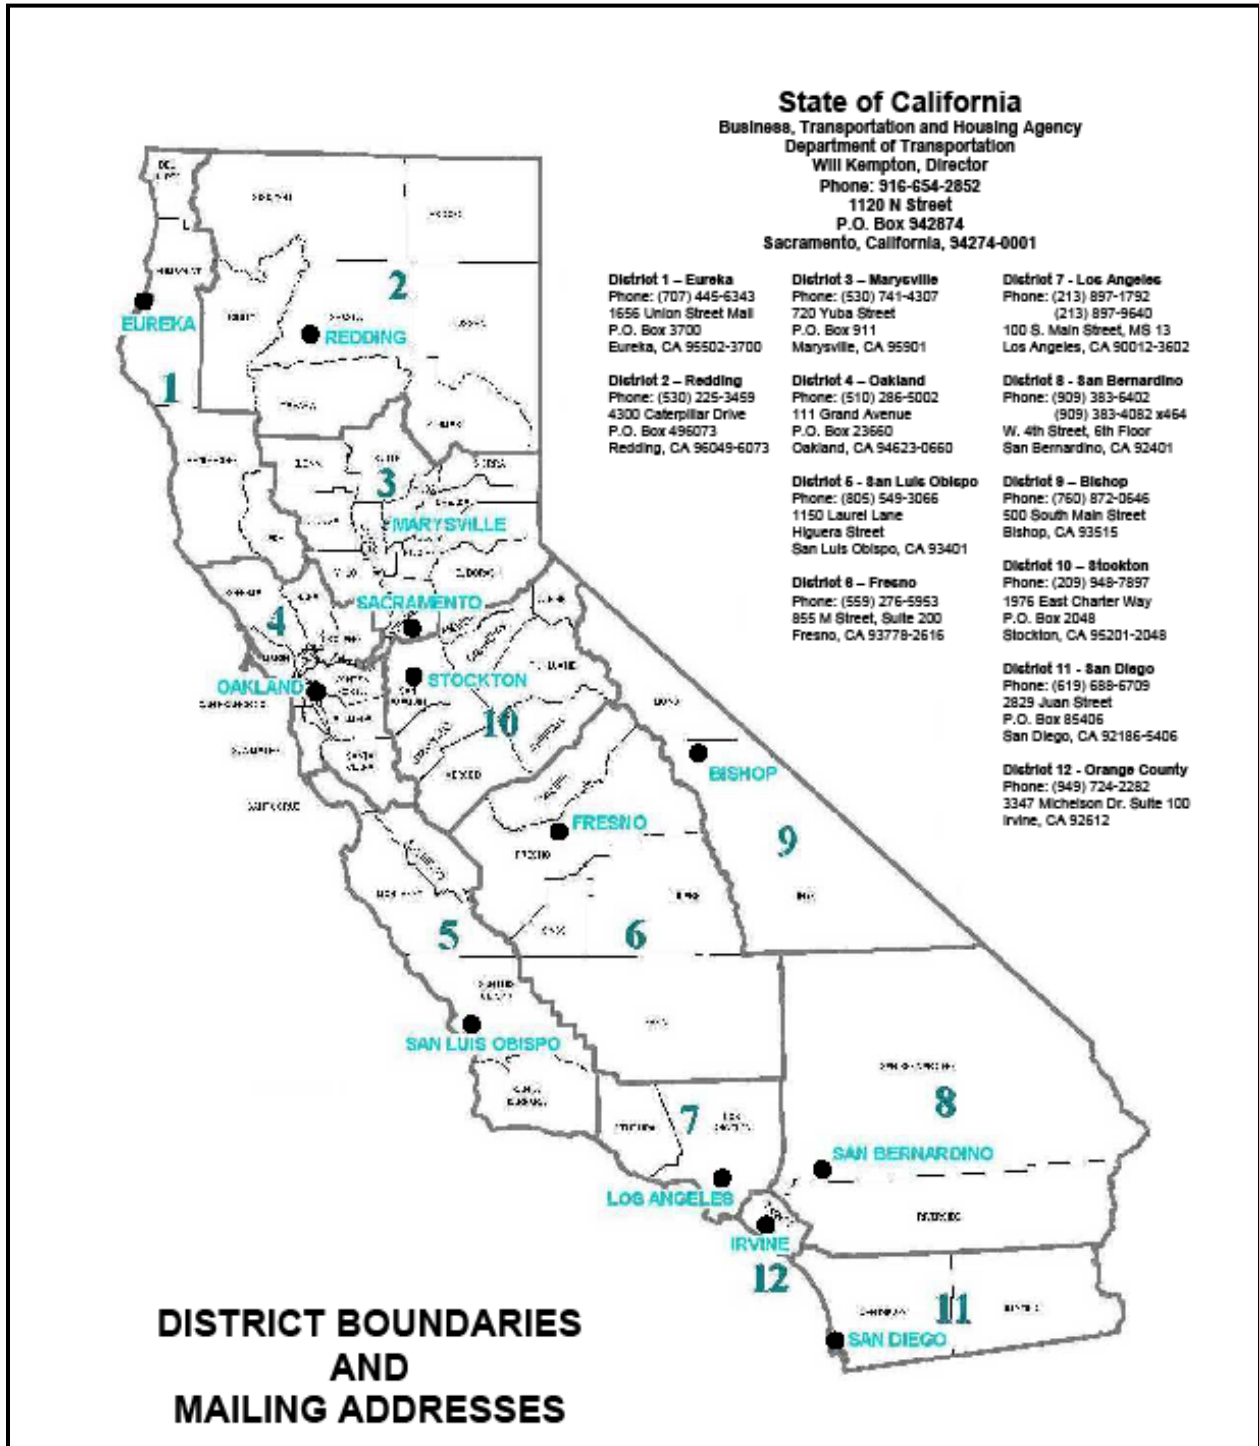 State of California
Business, Transportation and Housing Agency
Department of Transportation
Will Kempton, Director
Phone: 916-654-2852
1120 N Street
P.O. Box 942874
Sacramento, California, 94274-0001
District 1 – Eureka
Phone: (707) 445-6343
1656 Union Street Mall
P.O. Box 3700
Eureka, CA 95502-3700
District 2 – Redding
Phone: (530) 225-3459
4300 Caterpillar Drive
P.O. Box 496073
Redding, CA 96049-6073
District 3 – Marysville
Phone: (530) 741-4307
720 Yuba Street
P.O. Box 911
Marysville, CA 95901
District 4 – Oakland
Phone: (510) 286-5002
111 Grand Avenue
P.O. Box 23660
Oakland, CA 94623-0660
District 5 - San Luis Obispo
Phone: (805) 549-3066
1150 Laurel Lane
Higuera Street
San Luis Obispo, CA 93401
District 6 – Fresno
Phone: (559) 276-5953
855 M Street, Suite 200
Fresno, CA 93778-2616
District 7 - Los Angeles
Phone: (213) 897-1792
(213) 897-9640
100 S. Main Street, MS 13
Los Angeles, CA 90012-3602
District 8 - San Bernardino
Phone: (909) 383-6402
(909) 383-4082 x464
W. 4th Street, 6th Floor
San Bernardino, CA 92401
District 9 – Bishop
Phone: (760) 872-0646
500 South Main Street
Bishop, CA 93515
District 10 – Stockton
Phone: (209) 948-7897
1976 East Charter Way
P.O. Box 2048
Stockton, CA 95201-2048
District 11 - San Diego
Phone: (619) 688-6709
2829 Juan Street
P.O. Box 85406
San Diego, CA 92186-5406
District 12 - Orange County
Phone: (949) 724-2282
3347 Michelson Dr. Suite 100
Irvine, CA 92612
2
EUREKA
REDDING
1
3
MARYSVILLE
SACRAMENTO
4
STOCKTON
OAKLAND
10
BISHOP
FRESNO
9
FRESNO
5
6
SAN LUIS OBISPO
8
7
SAN BERNARDINO
LOS ANGELES
RIVERSIDE
IRVINE
12
11
SAN DIEGO
DISTRICT BOUNDARIES
AND
MAILING ADDRESSES